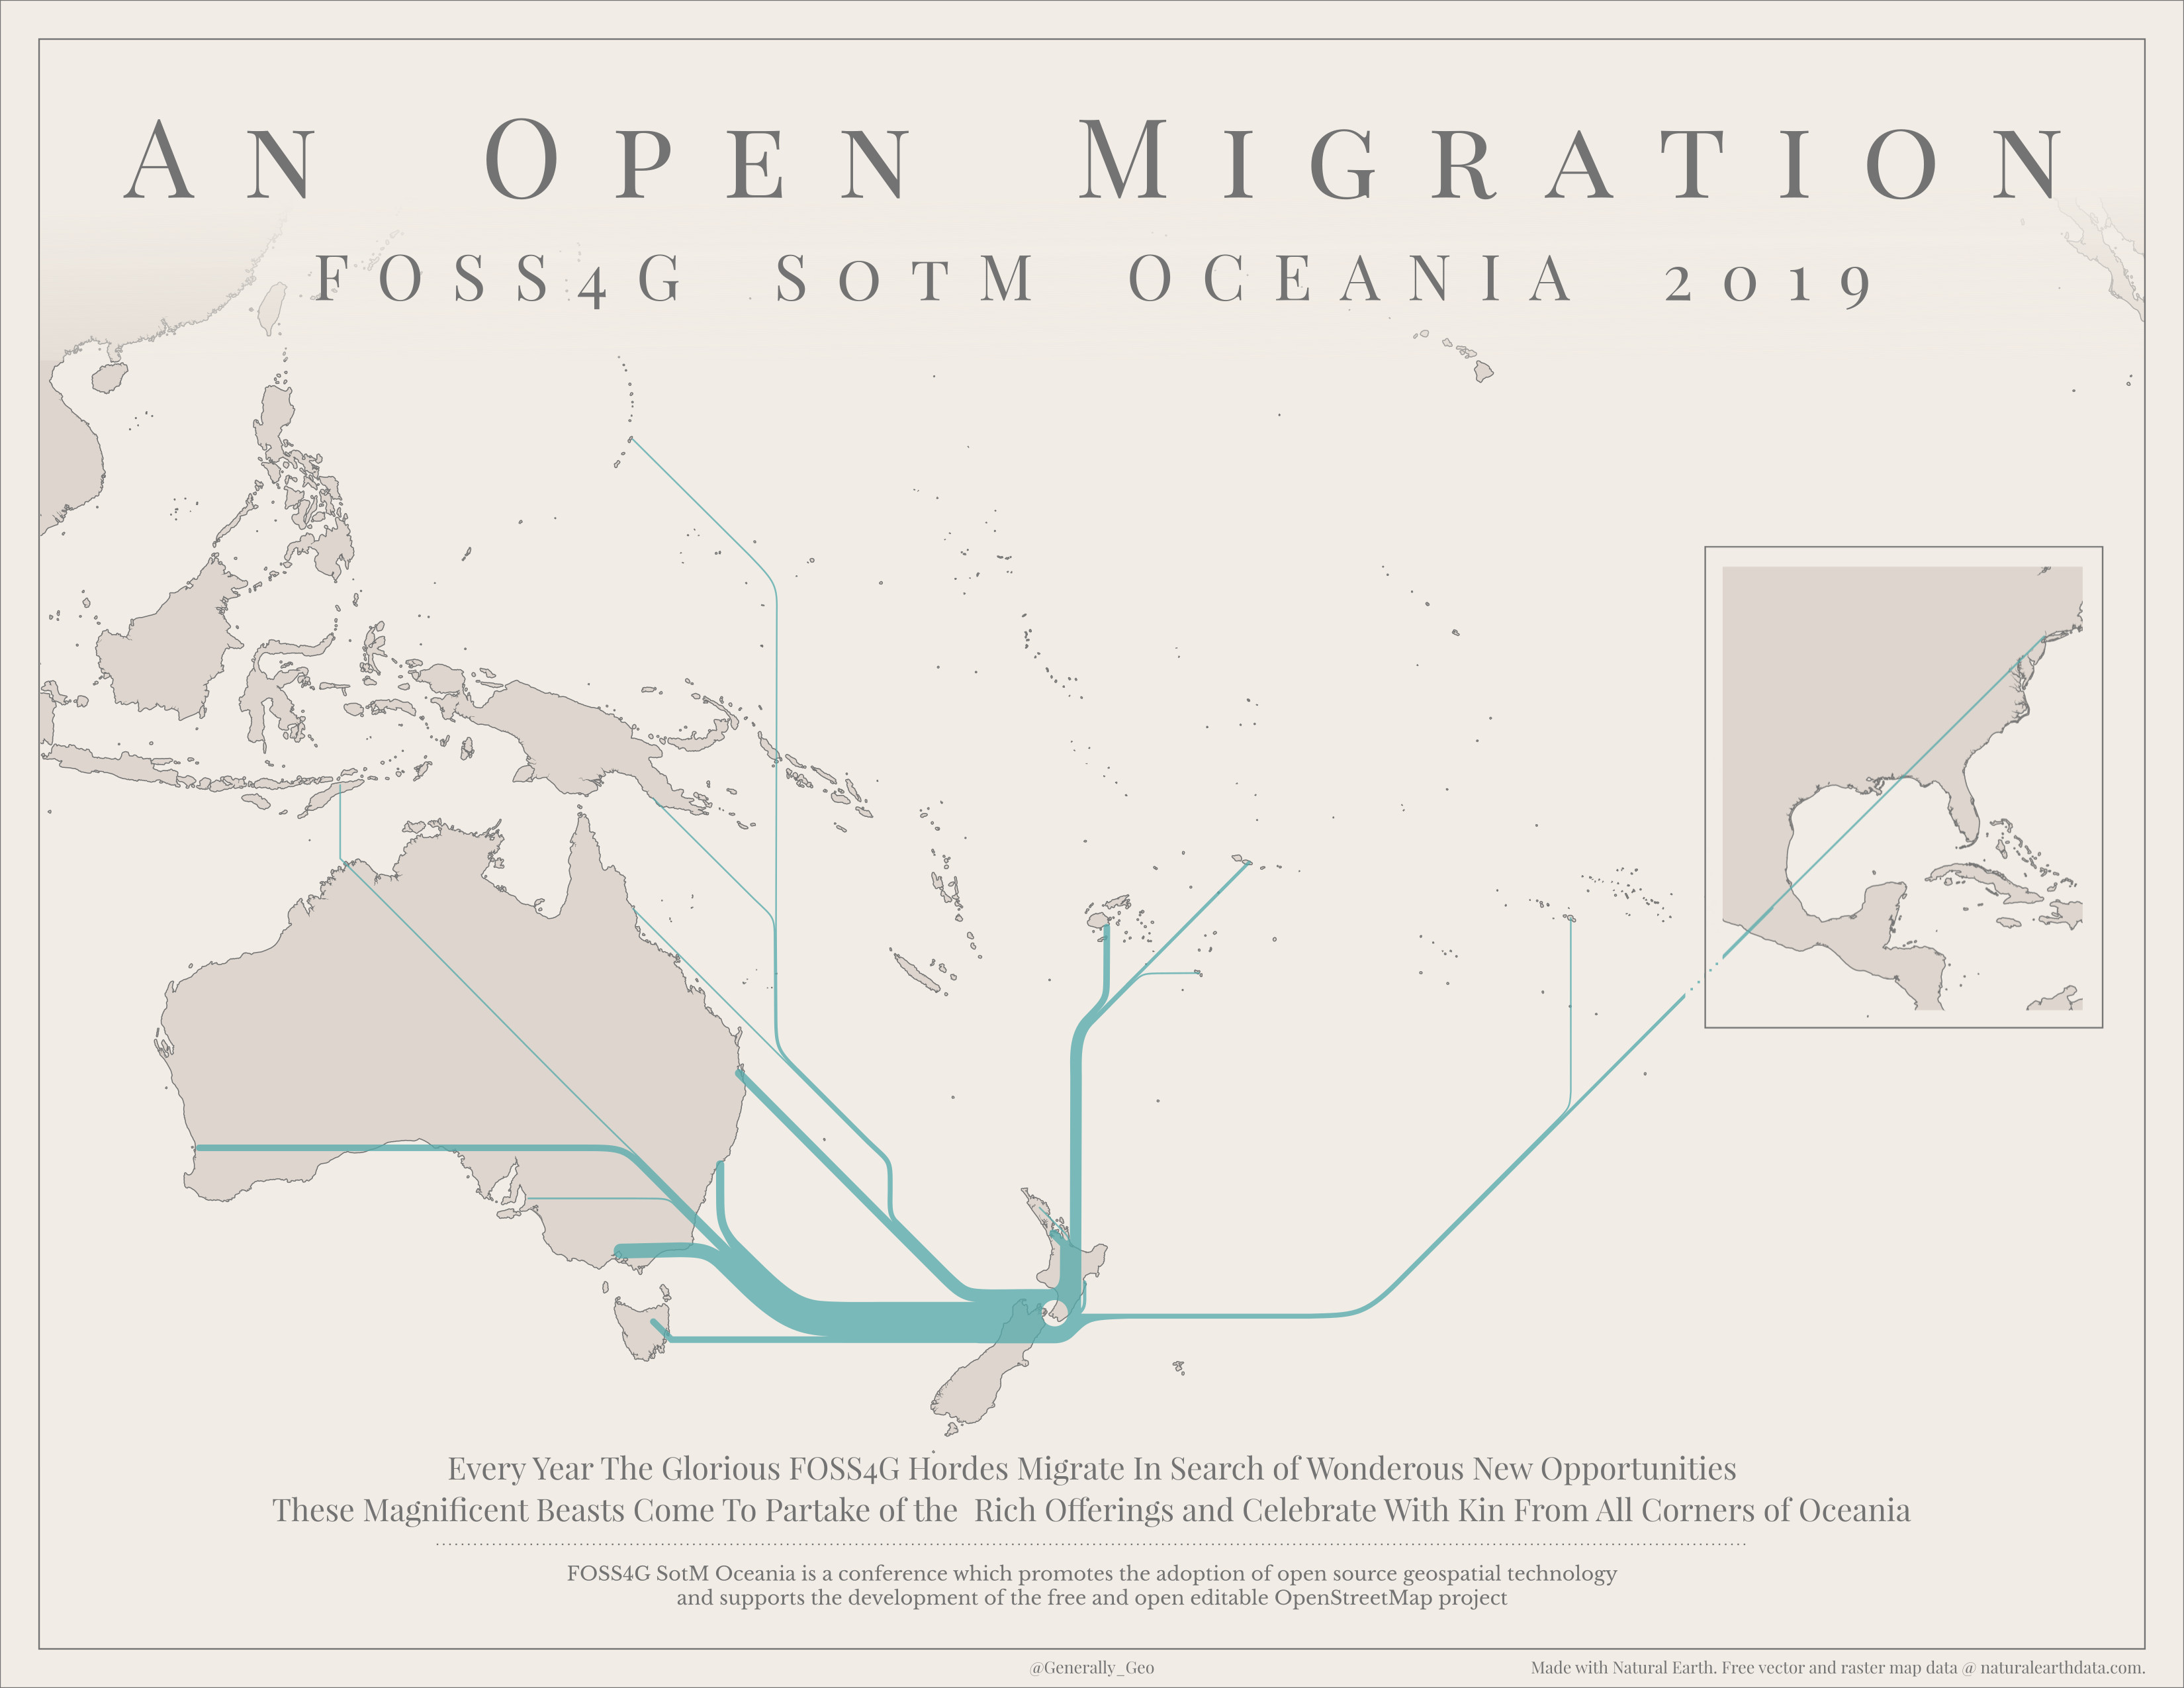 An Open Migration
FOSS4G SotM OCEANIA 2019
Every Year The Glorious FOSS4G Hordes Migrate In Search of Wonderous New Opportunities
These Magnificent Beasts Come To Partake of the Rich Offerings and Celebrate With Kin From All Corners of Oceania
FOSS4G SotM Oceania is a conference which promotes the adoption of open source geospatial technology
and supports the development of the free and open editable OpenStreetMap project
@Generally_Geo
Made with Natural Earth. Free vector and raster map data @ naturalearthdata.com.